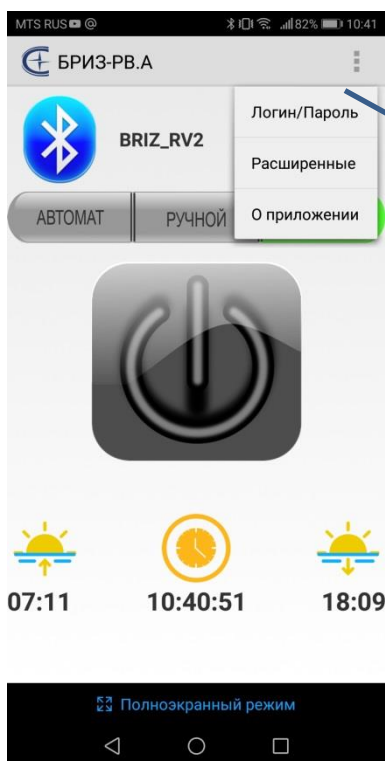 MTS RUS @ 82% 10:41
БРИЗ-РВ.А
Логин/Пароль
BRIZ_RV2
Расширенные
АВТОМАТ РУЧНОЙ
О приложении
07:11 10:40:51 18:09
Полноэкранный режим